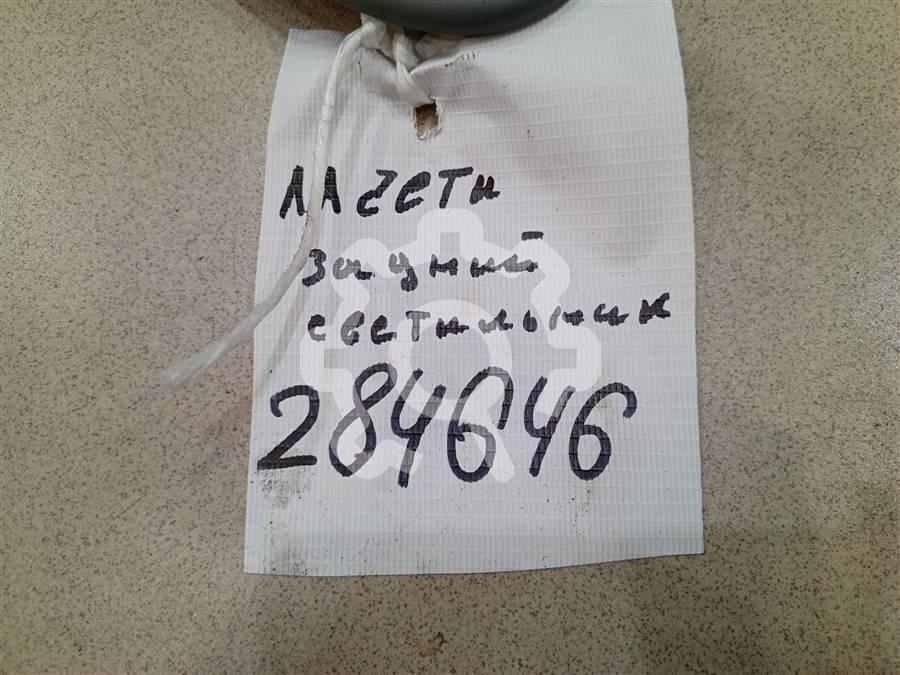 лачети
задний
светильник
284646